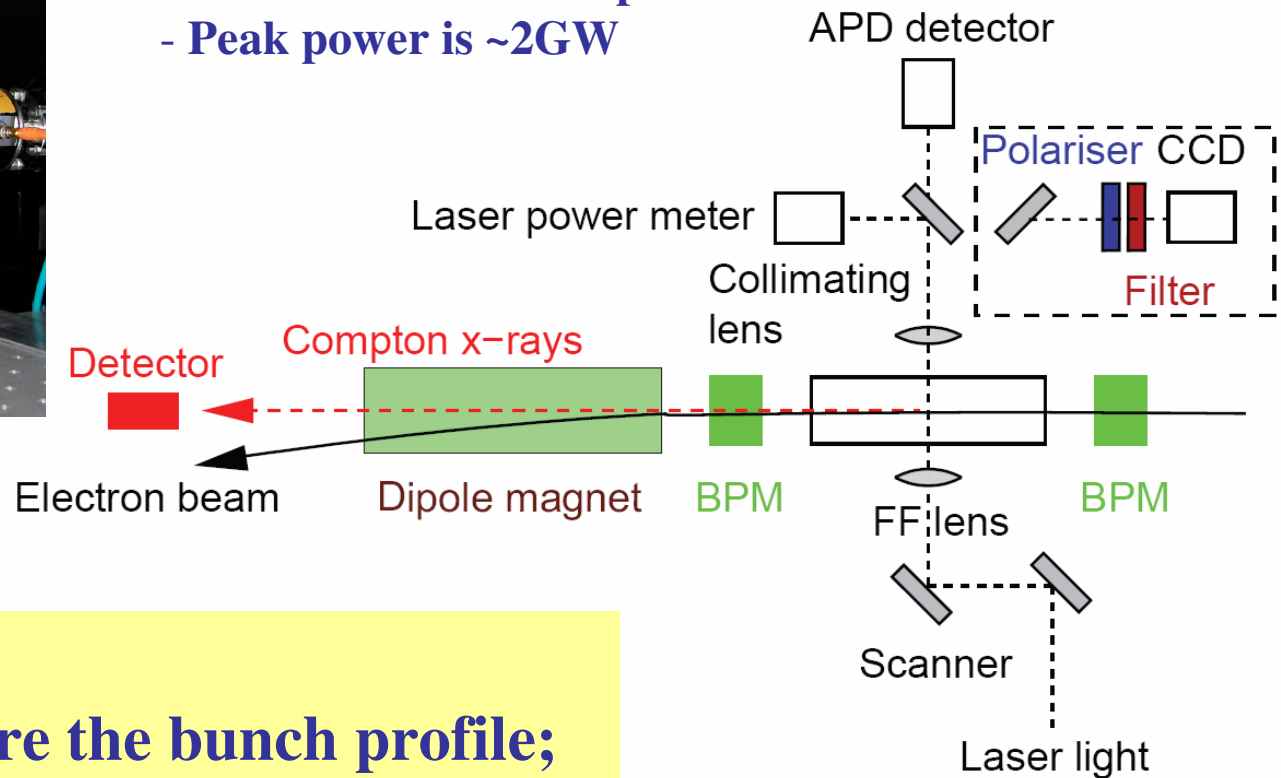 - Peak power is ~2GW
APD detector
Polariser CCD
Laser power meter
Collimating
lens
Filter
Compton x−rays
Detector
Electron beam
Dipole magnet
BPM
FF lens
BPM
Scanner
re the bunch profile;
Laser light